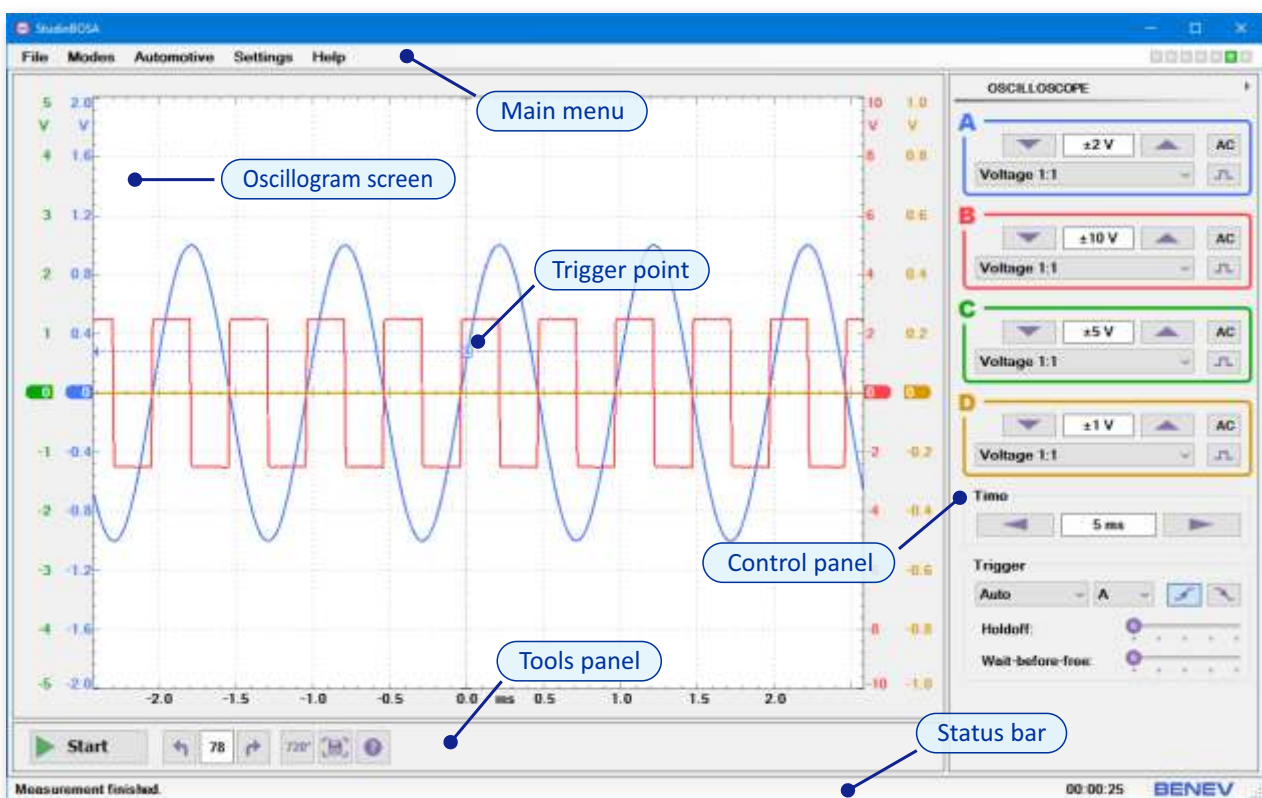 StudioBOSA
File Modes Automotive Settings Help
Main menu
OSCILLOSCOPE
5 2.0 10 1.0
V V V V
4 1.6 8 0.8
3 1.2 6 0.6
2 0.8 4 0.4
1 0.4 2 0.2
0 0 0 0
-1 -0.4 -2 -0.2
-2 -0.8 -4 -0.4
-3 -1.2 -0.6
-4 -1.6 -8 -0.8
-5 -2.0 -10 -1.0
-2.0 -1.5 -1.0 -0.5 0.0 ms 0.5 1.0 1.5 2.0
Oscillogram screen
Trigger point
Control panel
Tools panel
Status bar
A
±2 V AC
Voltage 1:1
B
±10 V AC
Voltage 1:1
C
±5 V AC
Voltage 1:1
D
±1 V AC
Voltage 1:1
Time
5 ms
Trigger
Auto A
Holdoff:
Wait-before-free:
Start 78 720° ?
Measurement finished. 00:00:25 BENEV